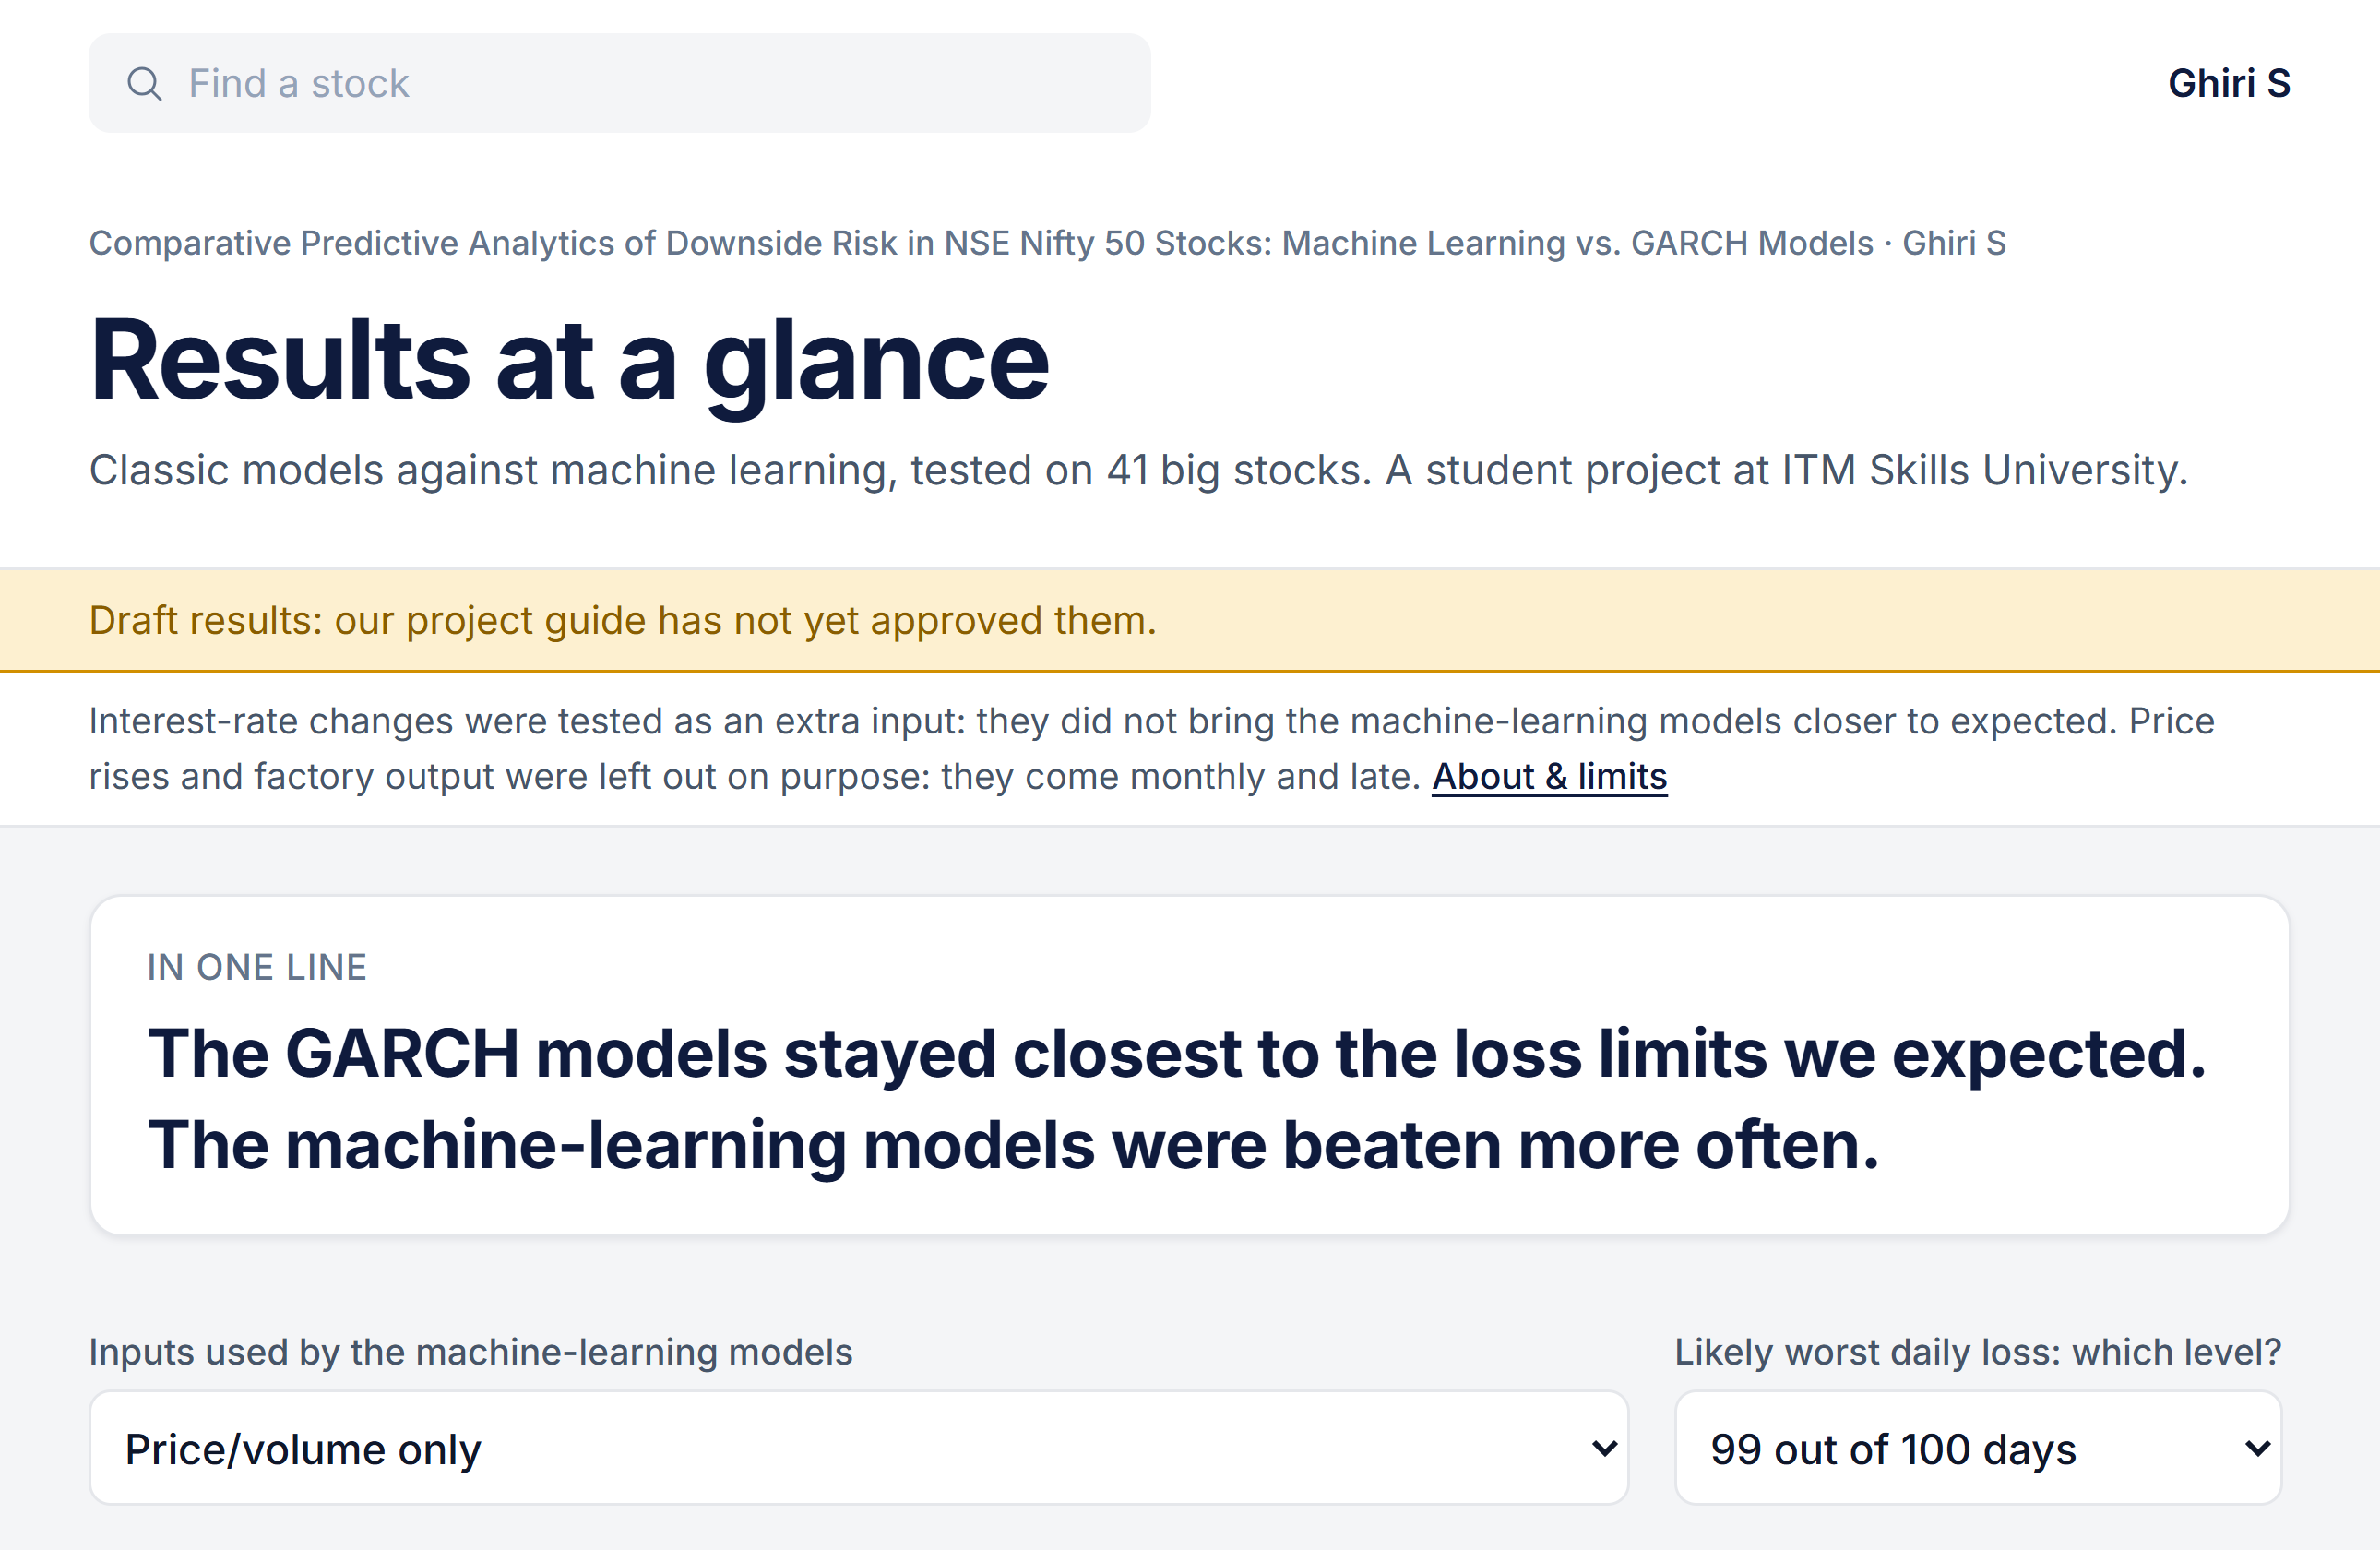 Find a stock
Ghiri S
Comparative Predictive Analytics of Downside Risk in NSE Nifty 50 Stocks: Machine Learning vs. GARCH Models · Ghiri S
Results at a glance
Classic models against machine learning, tested on 41 big stocks. A student project at ITM Skills University.
Draft results: our project guide has not yet approved them.
Interest-rate changes were tested as an extra input: they did not bring the machine-learning models closer to expected. Price
rises and factory output were left out on purpose: they come monthly and late. About & limits
IN ONE LINE
The GARCH models stayed closest to the loss limits we expected.
The machine-learning models were beaten more often.
Inputs used by the machine-learning models
Likely worst daily loss: which level?
Price/volume only
99 out of 100 days